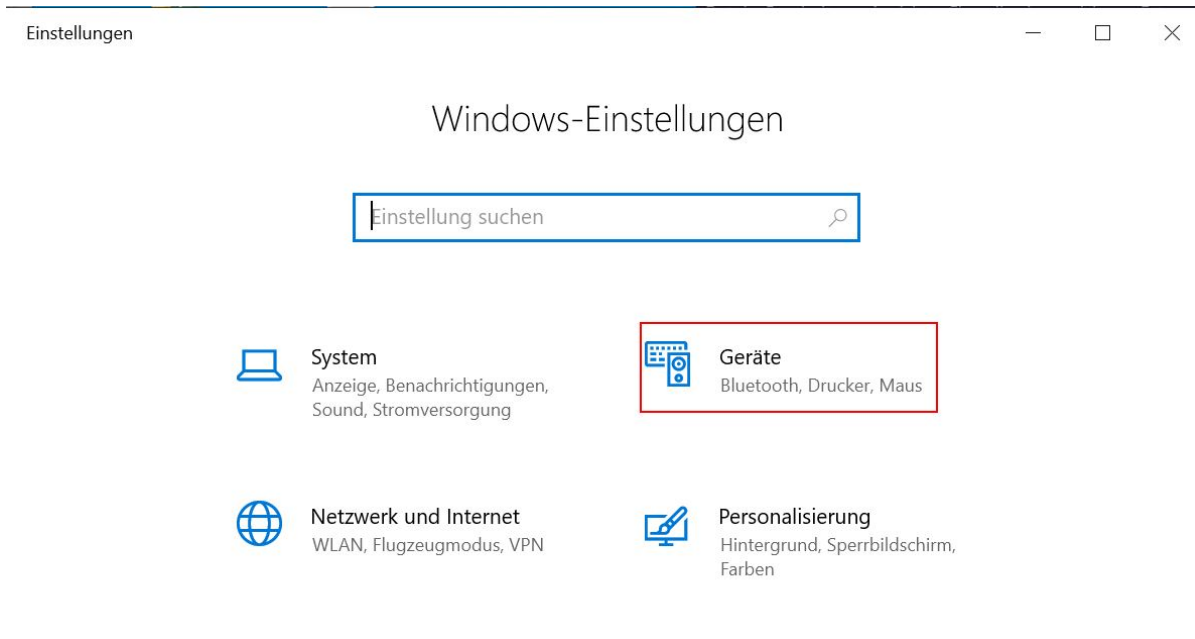 Einstellungen
Windows-Einstellungen
Einstellung suchen
System
Anzeige, Benachrichtigungen,
Sound, Stromversorgung
Geräte
Bluetooth, Drucker, Maus
Netzwerk und Internet
WLAN, Flugzeugmodus, VPN
Personalisierung
Hintergrund, Sperrbildschirm,
Farben